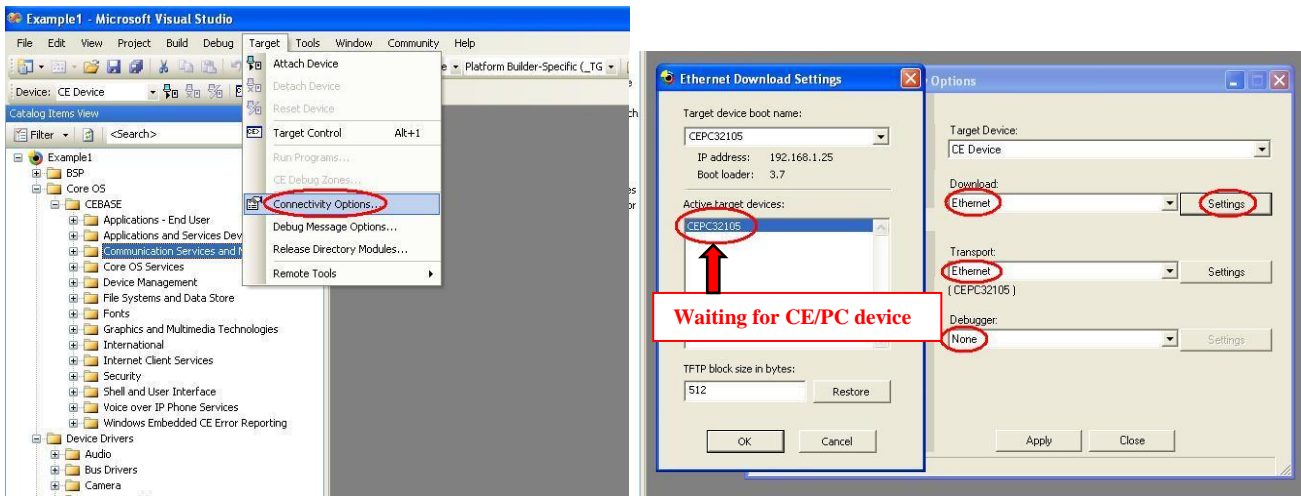 Example1 - Microsoft Visual Studio
File Edit View Project Build Debug Target Tools Window Community Help
Platform Builder-Specific (_TG
Device: CE Device
Catalog Items View
Filter <Search>
Example1
BSP
Core OS
CEBASE
Applications - End User
Applications and Services Dev
Communication Services and N
Core OS Services
Device Management
File Systems and Data Store
Fonts
Graphics and Multimedia Technologies
International
Internet Client Services
Security
Shell and User Interface
Voice over IP Phone Services
Windows Embedded CE Error Reporting
Device Drivers
Audio
Bus Drivers
Camera
Attach Device
Detach Device
Reset Device
Target Control Alt+1
Run Programs...
CE Debug Zones...
Connectivity Options...
Debug Message Options...
Release Directory Modules...
Remote Tools
Ethernet Download Settings
Target device boot name:
CEPC32105
IP address: 192.168.1.25
Boot loader: 3.7
Active target devices:
CEPC32105
Waiting for CE/PC device
TFTP block size in bytes:
512 Restore
OK Cancel
Options
Target Device:
CE Device
Download:
Ethernet Settings
Transport:
Ethernet Settings
( CEPC32105 )
Debugger:
None Settings
Apply Close